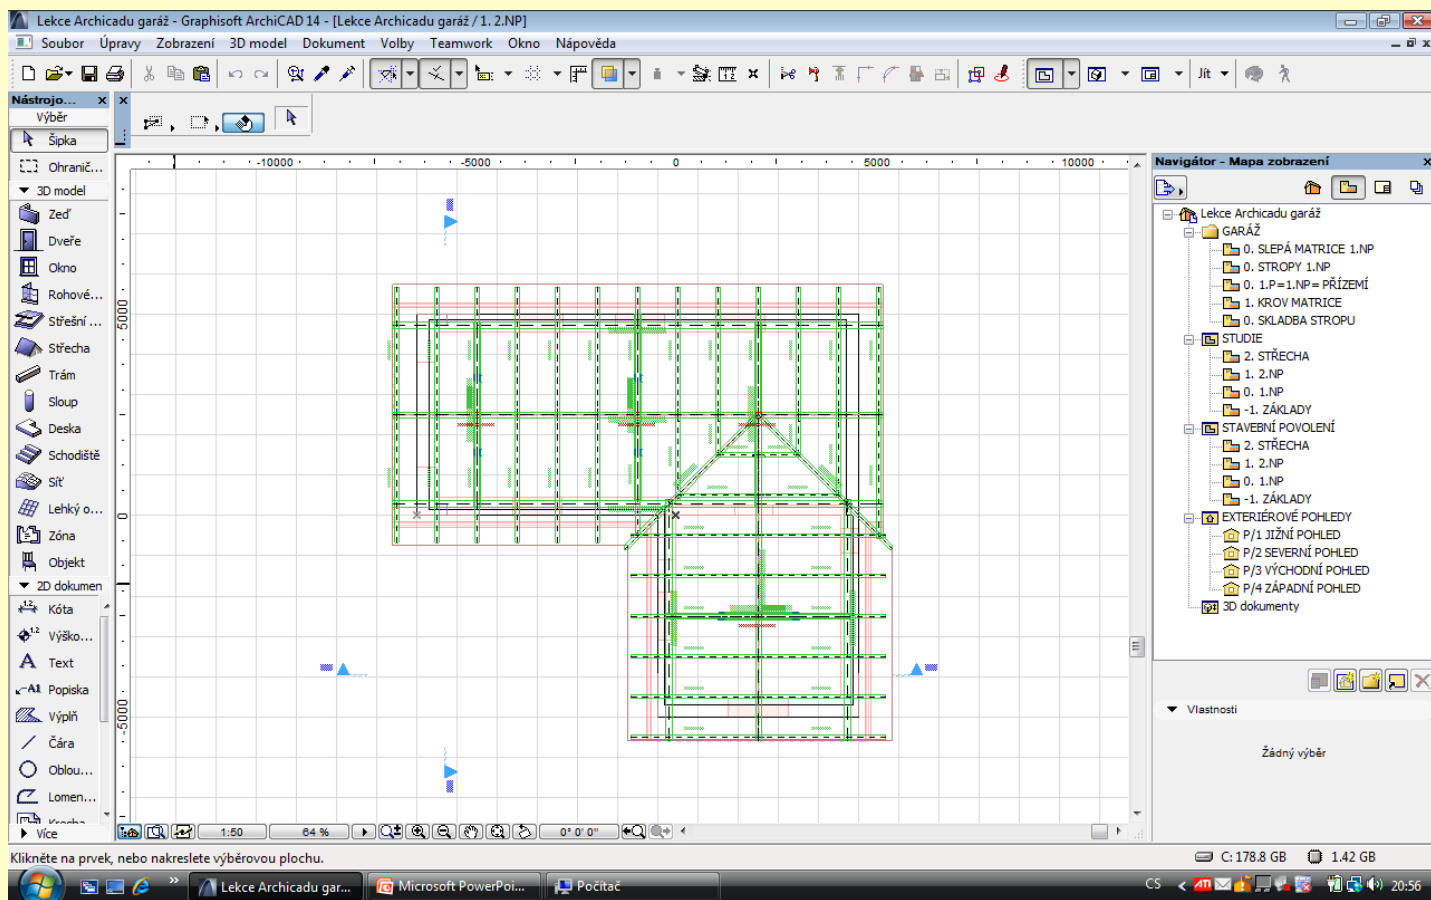 Lekce Archicadu garáž - Graphisoft ArchiCAD 14 - [Lekce Archicadu garáž / 1. 2.NP]
Soubor Úpravy Zobrazení 3D model Dokument Volby Teamwork Okno Nápověda
Jít
Nástrojo...
Výběr
Šipka
Ohranič...
3D model
Zeď
Dveře
Okno
Rohové...
Střešní ...
Střecha
Trám
Sloup
Deska
Schodiště
Síť
Lehký o...
Zóna
Objekt
2D dokumen
Kóta
Výško...
Text
A1 Popiska
Výplň
Čára
Oblou...
Lomen...
Kresba
Více
-10000 -5000 0 5000 10000
5000
0
-5000
1:50 64 % 0° 0' 0"
Navigátor - Mapa zobrazení
Lekce Archicadu garáž
GARÁŽ
0. SLEPÁ MATRICE 1.NP
0. STROPY 1.NP
0. 1.P=1.NP= PŘÍZEMÍ
1. KROV MATRICE
0. SKLADBA STROPU
STUDIE
2. STŘECHA
1. 2.NP
0. 1.NP
-1. ZÁKLADY
STAVEBNÍ POVOLENÍ
2. STŘECHA
1. 2.NP
0. 1.NP
-1. ZÁKLADY
EXTERIÉROVÉ POHLEDY
P/1 JIŽNÍ POHLED
P/2 SEVERNÍ POHLED
P/3 VÝCHODNÍ POHLED
P/4 ZÁPADNÍ POHLED
3D dokumenty
Vlastnosti
Žádný výběr
Klikněte na prvek, nebo nakreslete výběrovou plochu.
C: 178.8 GB 1.42 GB
Lekce Archicadu gar... Microsoft PowerPoi... Počítač
CS ATI 20:56